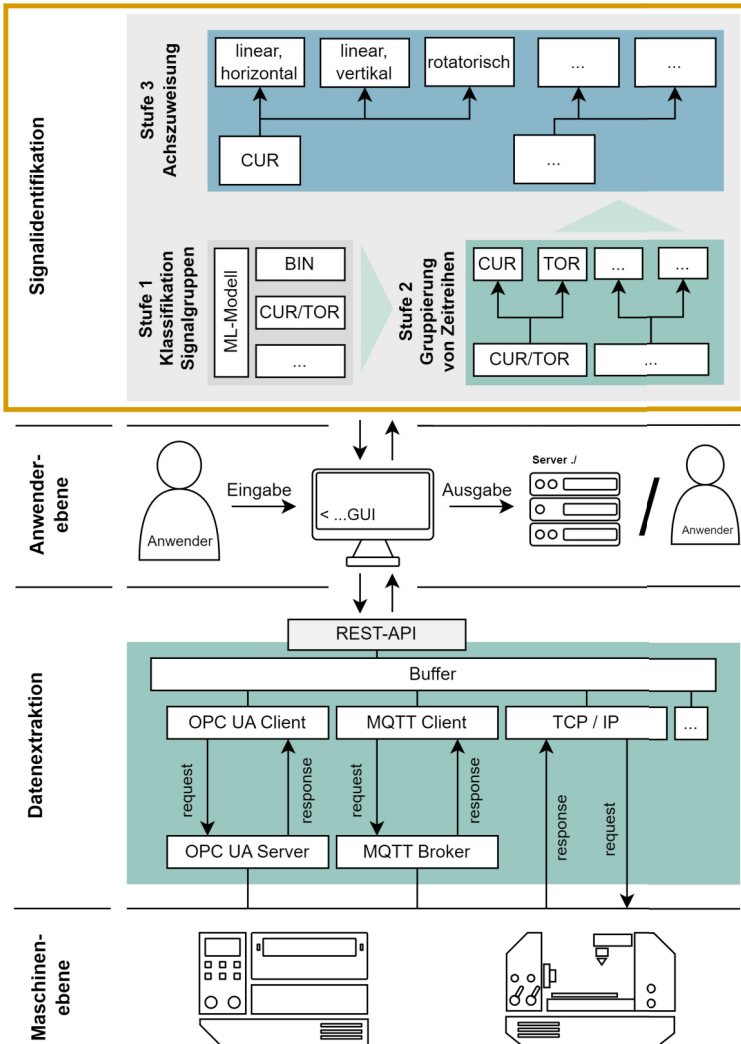 Signalidentifikation
Stufe 3
Achszuweisung
linear,
horizontal
linear,
vertikal
rotatorisch
...
...
CUR
...
Stufe 1
Klassifikation
Signalgruppen
ML-Modell
BIN
CUR/TOR
...
Stufe 2
Gruppierung
von Zeitreihen
CUR
TOR
...
...
CUR/TOR
...
Anwender-
ebene
Anwender
Eingabe
< ...GUI
Ausgabe
Server ./
/
Anwender
Datenextraktion
REST-API
Buffer
OPC UA Client
MQTT Client
TCP / IP
...
request
response
request
response
response
request
OPC UA Server
MQTT Broker
Maschinen-
ebene